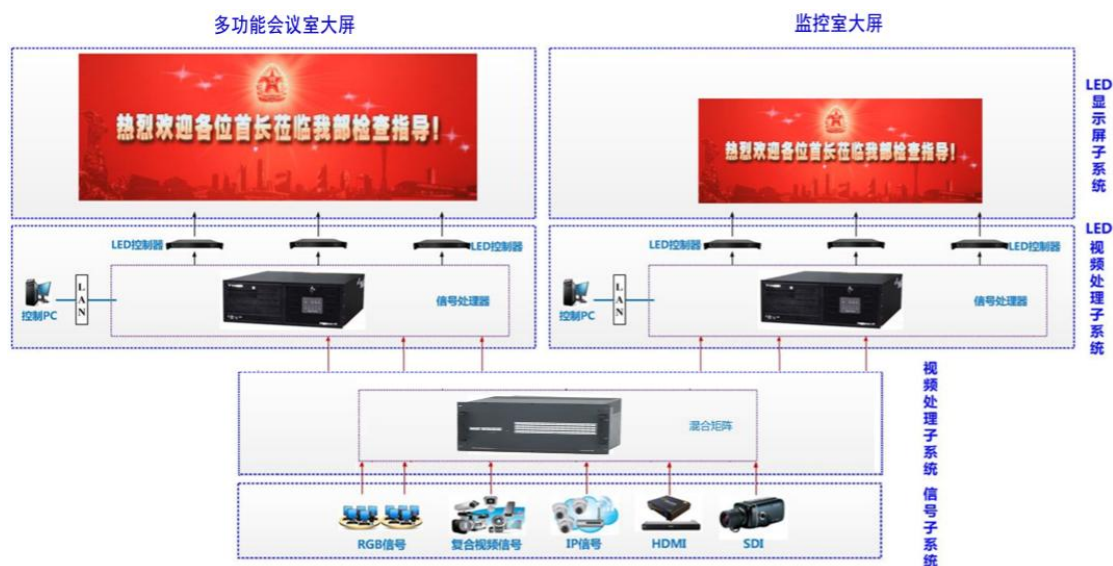 多功能会议室大屏
监控室大屏
热烈欢迎各位首长莅临我部检查指导!
热烈欢迎各位首长莅临我部检查指导!
LED显示屏子系统
LED控制器
LED控制器
LED控制器
LED控制器
LED视频处理子系统
控制PC
LAN
信号处理器
控制PC
LAN
信号处理器
视频处理子系统
混合矩阵
信号子系统
RGB信号
复合视频信号
IP信号
HDMI
SDI